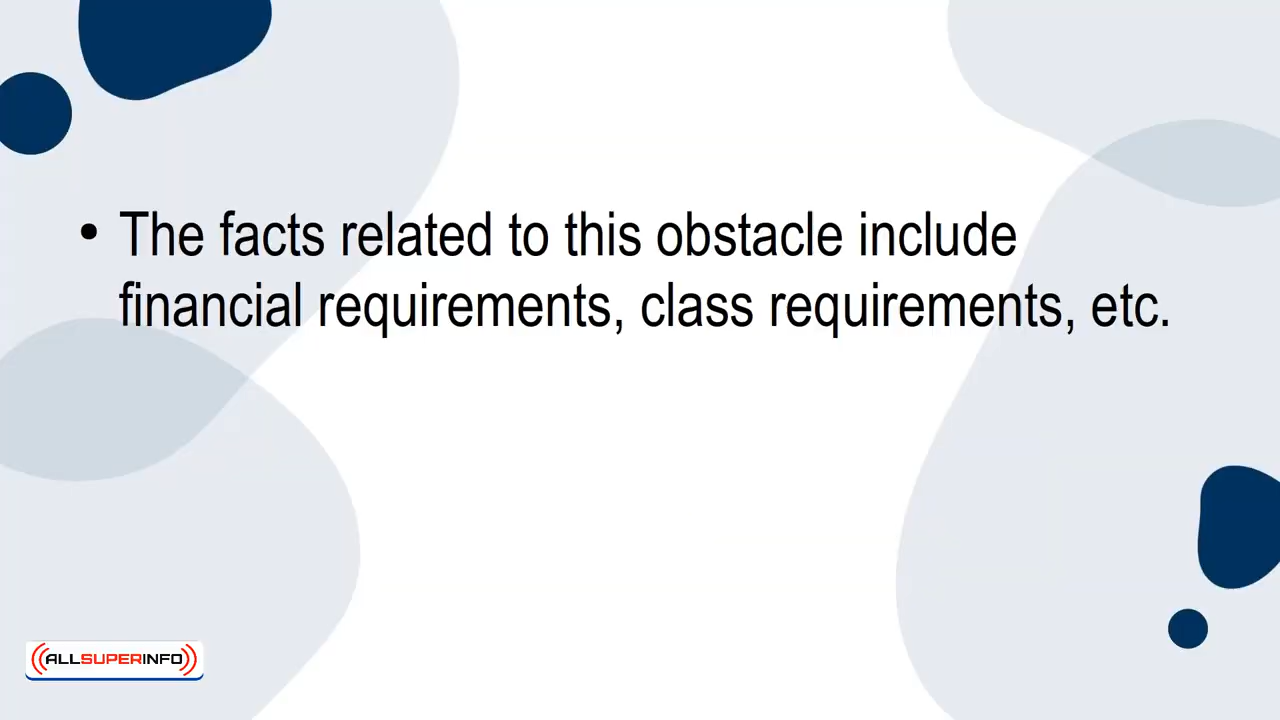 • The facts related to this obstacle include
financial requirements, class requirements, etc.
ALLSUPERINFO